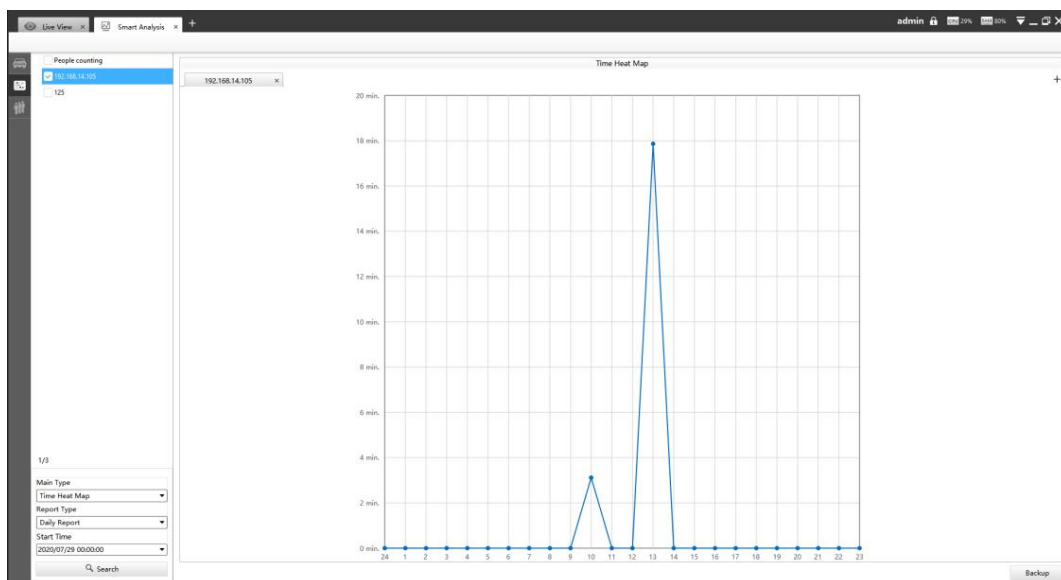 Live View × Smart Analysis × + admin 29% 80%
People counting
192.168.14.105
125
Time Heat Map
192.168.14.105 × +
20 min.
18 min.
16 min.
14 min.
12 min.
10 min.
8 min.
6 min.
4 min.
2 min.
0 min.
24 1 2 3 4 5 6 7 8 9 10 11 12 13 14 15 16 17 18 19 20 21 22 23
1/3
Main Type
Time Heat Map
Report Type
Daily Report
Start Time
2020/07/29 00:00:00
Search
Backup